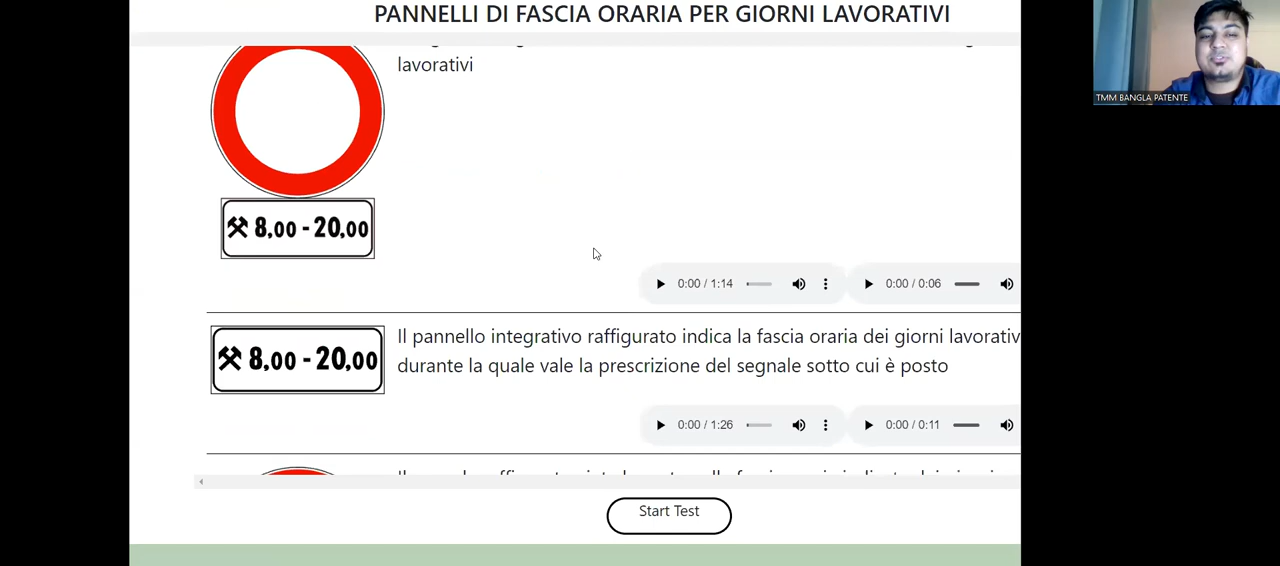 PANNELLI DI FASCIA ORARIA PER GIORNI LAVORATIVI
TMM BANGLA PATENTE
lavorativi
8,00 - 20,00
0:00 / 1:14
0:00 / 0:06
8,00 - 20,00
Il pannello integrativo raffigurato indica la fascia oraria dei giorni lavorativ
durante la quale vale la prescrizione del segnale sotto cui è posto
0:00 / 1:26
0:00 / 0:11
Start Test